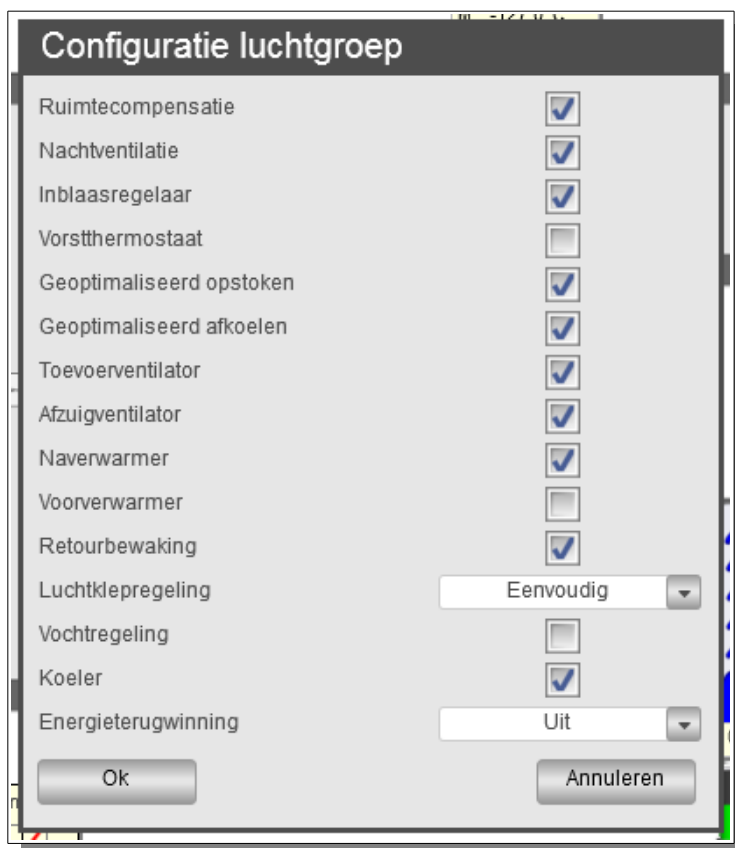 Configuratie luchtgroep
Ruimtecompensatie
Nachtventilatie
Inblaasregelaar
Vorstthermostaat
Geoptimaliseerd opstoken
Geoptimaliseerd afkoelen
Toevoerventilator
Afzuigventilator
Naverwarmer
Voorverwarmer
Retourbewaking
Luchtklepregeling Eenvoudig
Vochtregeling
Koeler
Energieterugwinning Uit
Ok Annuleren